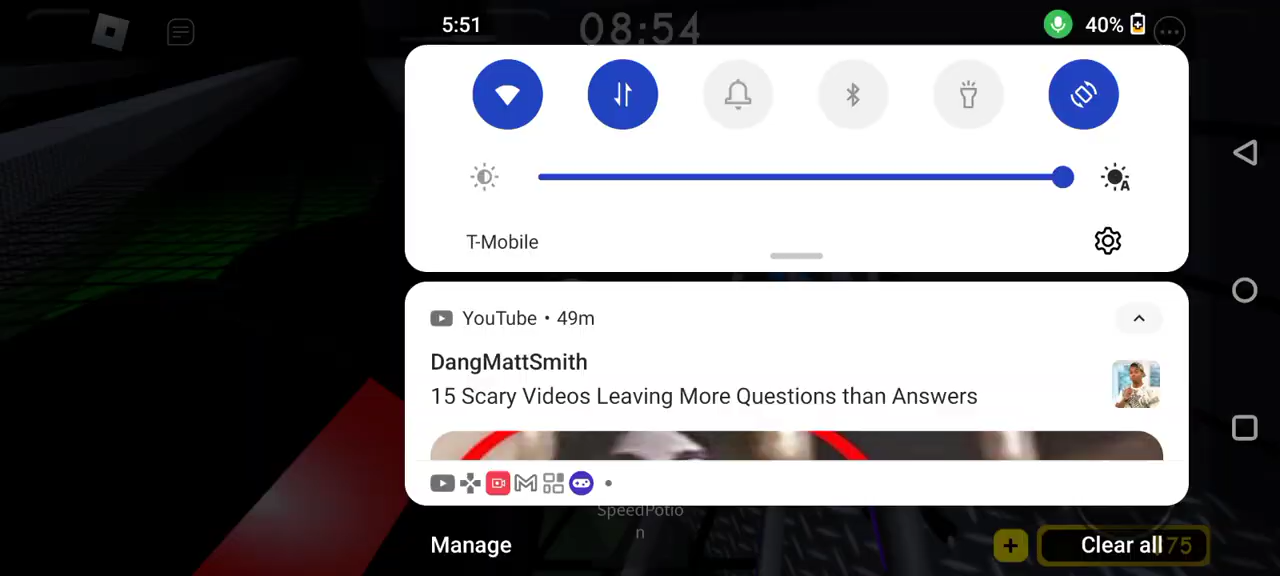 5:51
08:54
40%
A
T-Mobile
YouTube • 49m
DangMattSmith
15 Scary Videos Leaving More Questions than Answers
SpeedPotio
n
Manage
+
Clear all
75